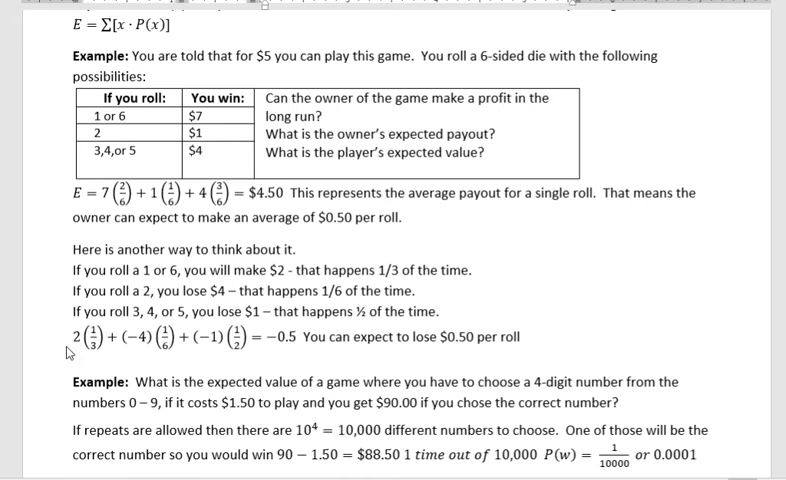 E = ∑[x · P(x)]
Example: You are told that for $5 you can play this game. You roll a 6-sided die with the following
possibilities:
If you roll: You win: Can the owner of the game make a profit in the
1 or 6 $7 long run?
2 $1 What is the owner's expected payout?
3,4,or 5 $4 What is the player's expected value?
E = 7(2/6) + 1(1/6) + 4(3/6) = $4.50 This represents the average payout for a single roll. That means the
owner can expect to make an average of $0.50 per roll.
Here is another way to think about it.
If you roll a 1 or 6, you will make $2 - that happens 1/3 of the time.
If you roll a 2, you lose $4 – that happens 1/6 of the time.
If you roll 3, 4, or 5, you lose $1 – that happens ½ of the time.
2(1/3) + (−4)(1/6) + (−1)(1/2) = −0.5 You can expect to lose $0.50 per roll
Example: What is the expected value of a game where you have to choose a 4-digit number from the
numbers 0 – 9, if it costs $1.50 to play and you get $90.00 if you chose the correct number?
If repeats are allowed then there are 10⁴ = 10,000 different numbers to choose. One of those will be the
correct number so you would win 90 − 1.50 = $88.50 1 time out of 10,000 P(w) = 1/10000 or 0.0001